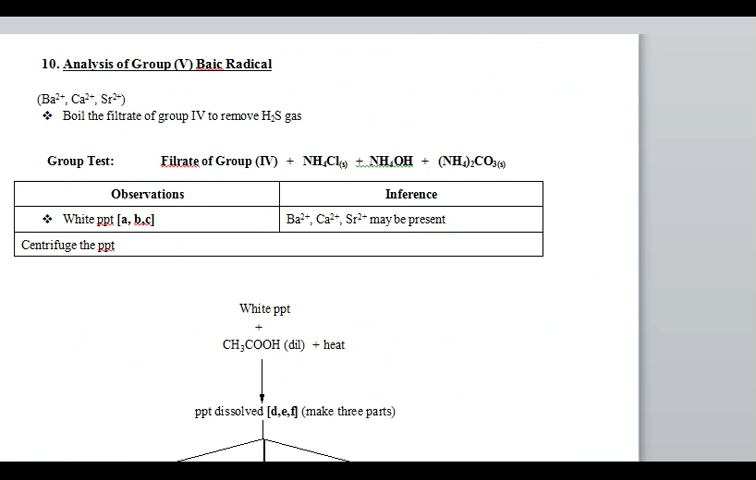 10. Analysis of Group (V) Baic Radical
(Ba²⁺, Ca²⁺, Sr²⁺)
❖ Boil the filtrate of group IV to remove H₂S gas
Group Test: Filrate of Group (IV) + NH₄Cl₍ₛ₎ + NH₄OH + (NH₄)₂CO₃₍ₛ₎
Observations Inference
❖ White ppt [a, b,c] Ba²⁺, Ca²⁺, Sr²⁺ may be present
Centrifuge the ppt
White ppt
+
CH₃COOH (dil) + heat
ppt dissolved [d,e,f] (make three parts)